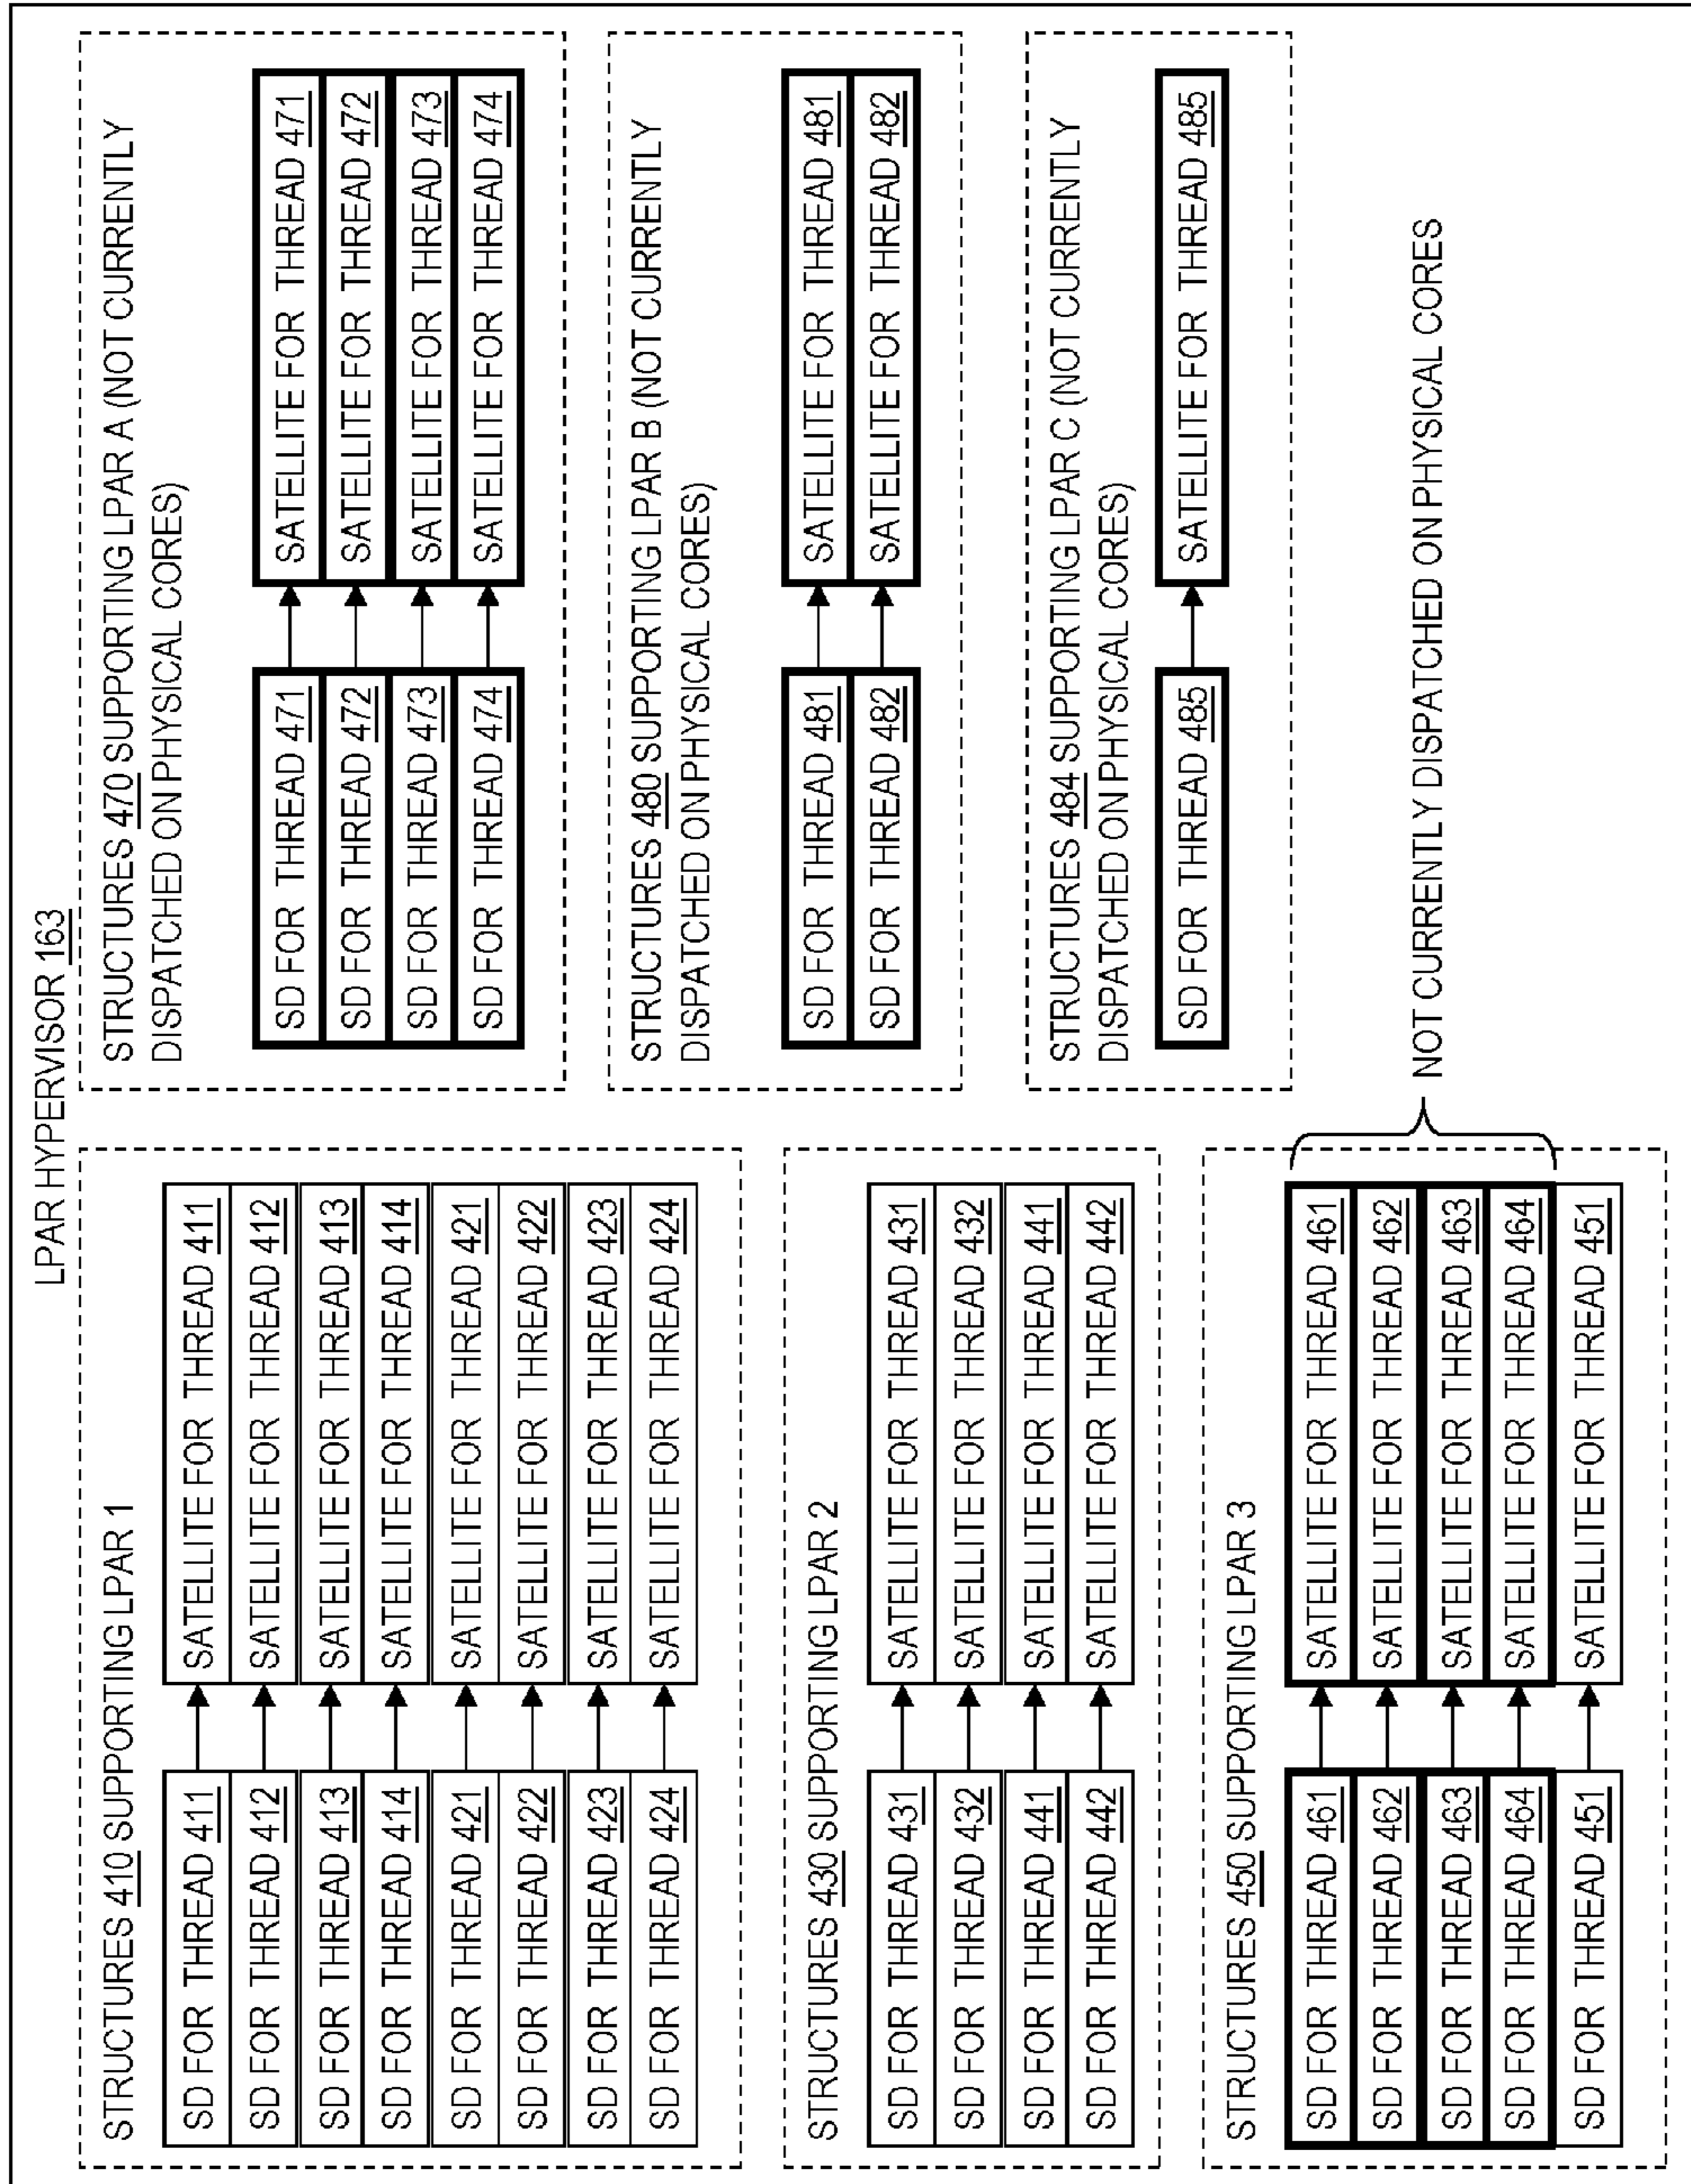 LPAR HYPERVISOR 163
STRUCTURES 410 SUPPORTING LPAR 1
SD FOR THREAD 411
SATELLITE FOR THREAD 411
SD FOR THREAD 412
SATELLITE FOR THREAD 412
SD FOR THREAD 413
SATELLITE FOR THREAD 413
SD FOR THREAD 414
SATELLITE FOR THREAD 414
SD FOR THREAD 421
SATELLITE FOR THREAD 421
SD FOR THREAD 422
SATELLITE FOR THREAD 422
SD FOR THREAD 423
SATELLITE FOR THREAD 423
SD FOR THREAD 424
SATELLITE FOR THREAD 424
STRUCTURES 430 SUPPORTING LPAR 2
SD FOR THREAD 431
SATELLITE FOR THREAD 431
SD FOR THREAD 432
SATELLITE FOR THREAD 432
SD FOR THREAD 441
SATELLITE FOR THREAD 441
SD FOR THREAD 442
SATELLITE FOR THREAD 442
STRUCTURES 450 SUPPORTING LPAR 3
SD FOR THREAD 461
SATELLITE FOR THREAD 461
SD FOR THREAD 462
SATELLITE FOR THREAD 462
SD FOR THREAD 463
SATELLITE FOR THREAD 463
SD FOR THREAD 464
SATELLITE FOR THREAD 464
SD FOR THREAD 451
SATELLITE FOR THREAD 451
STRUCTURES 470 SUPPORTING LPAR A (NOT CURRENTLY
DISPATCHED ON PHYSICAL CORES)
SD FOR THREAD 471
SATELLITE FOR THREAD 471
SD FOR THREAD 472
SATELLITE FOR THREAD 472
SD FOR THREAD 473
SATELLITE FOR THREAD 473
SD FOR THREAD 474
SATELLITE FOR THREAD 474
STRUCTURES 480 SUPPORTING LPAR B (NOT CURRENTLY
DISPATCHED ON PHYSICAL CORES)
SD FOR THREAD 481
SATELLITE FOR THREAD 481
SD FOR THREAD 482
SATELLITE FOR THREAD 482
STRUCTURES 484 SUPPORTING LPAR C (NOT CURRENTLY
DISPATCHED ON PHYSICAL CORES)
SD FOR THREAD 485
SATELLITE FOR THREAD 485
NOT CURRENTLY DISPATCHED ON PHYSICAL CORES